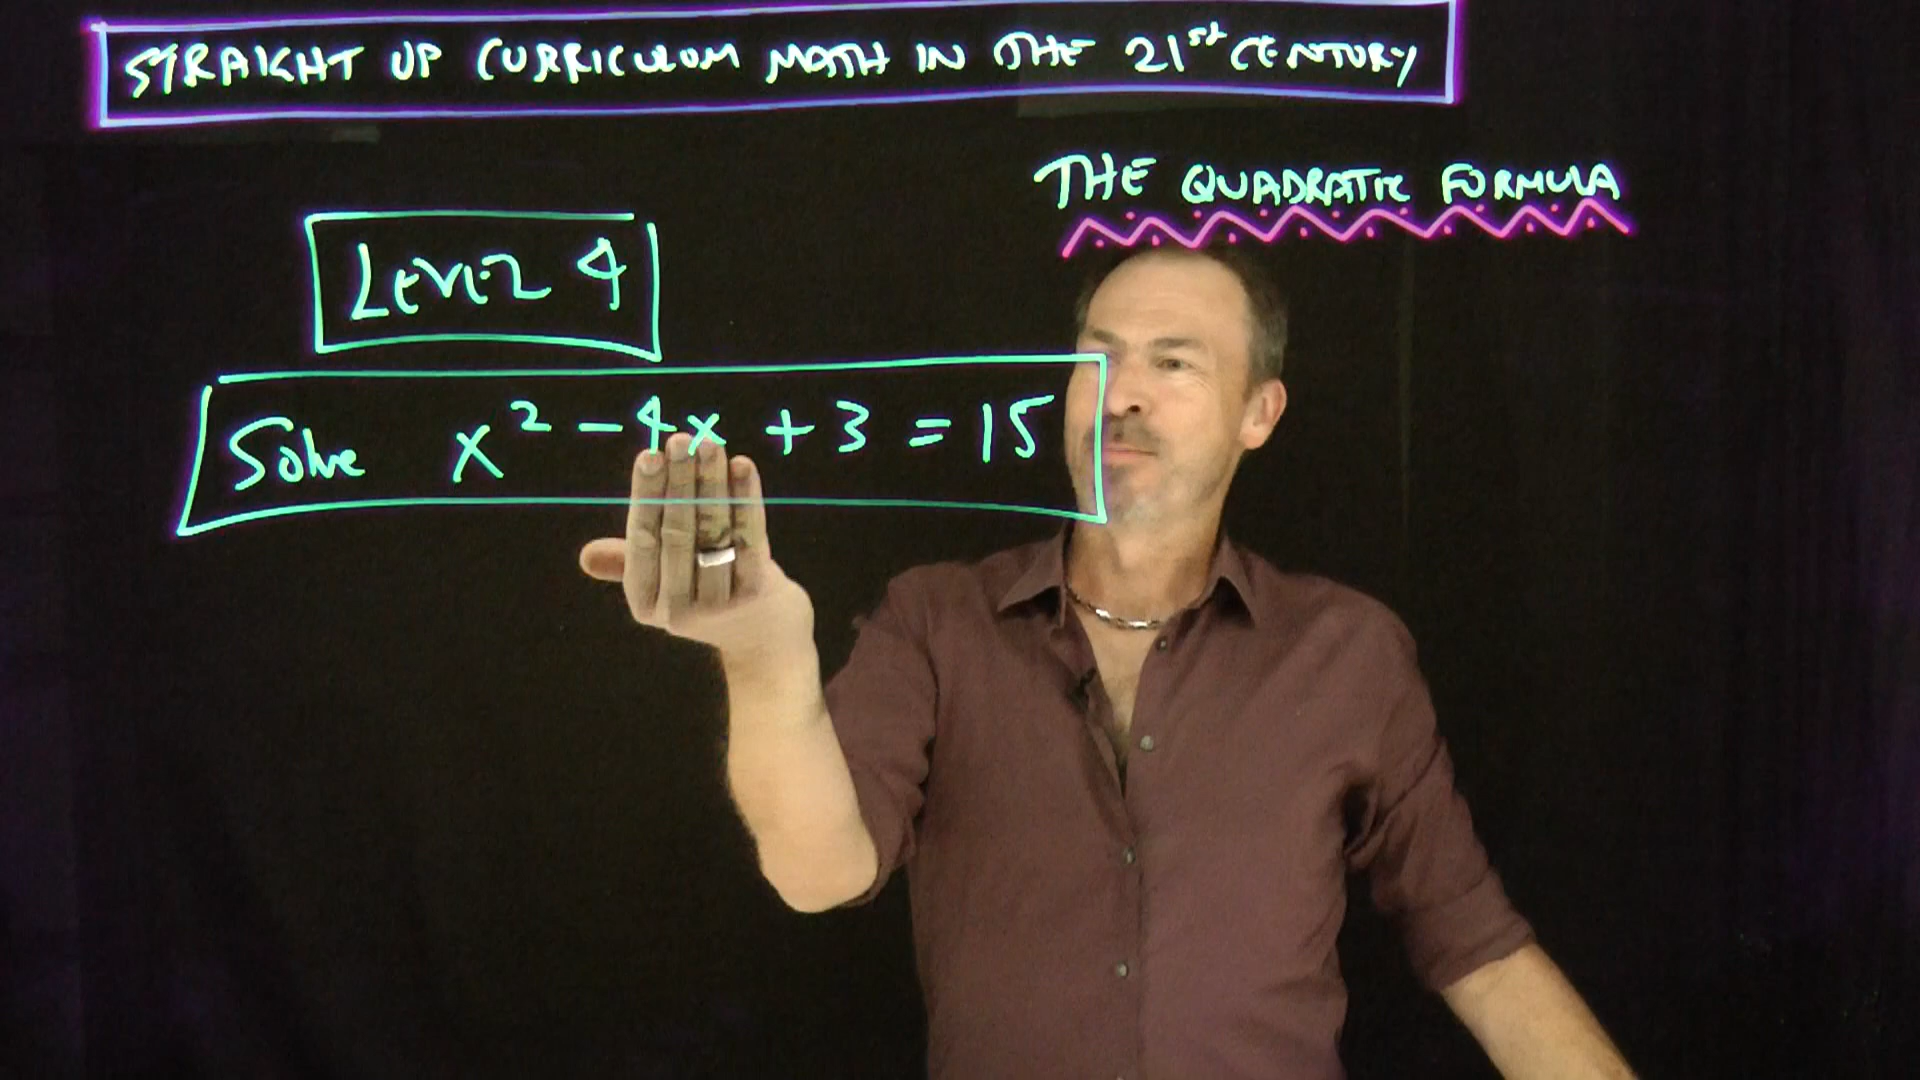 STRAIGHT UP CURRICULUM MATH IN THE 21st CENTURY
THE QUADRATIC FORMULA
LEVEL 4
Solve x² - 4x + 3 = 15